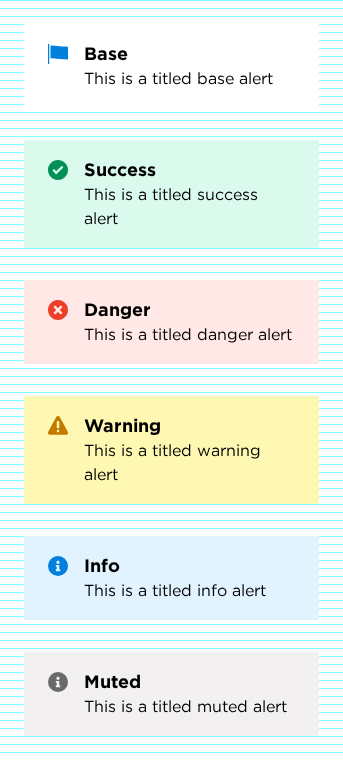 Base
This is a titled base alert
Success
This is a titled success
alert
Danger
This is a titled danger alert
Warning
This is a titled warning
alert
Info
This is a titled info alert
Muted
This is a titled muted alert